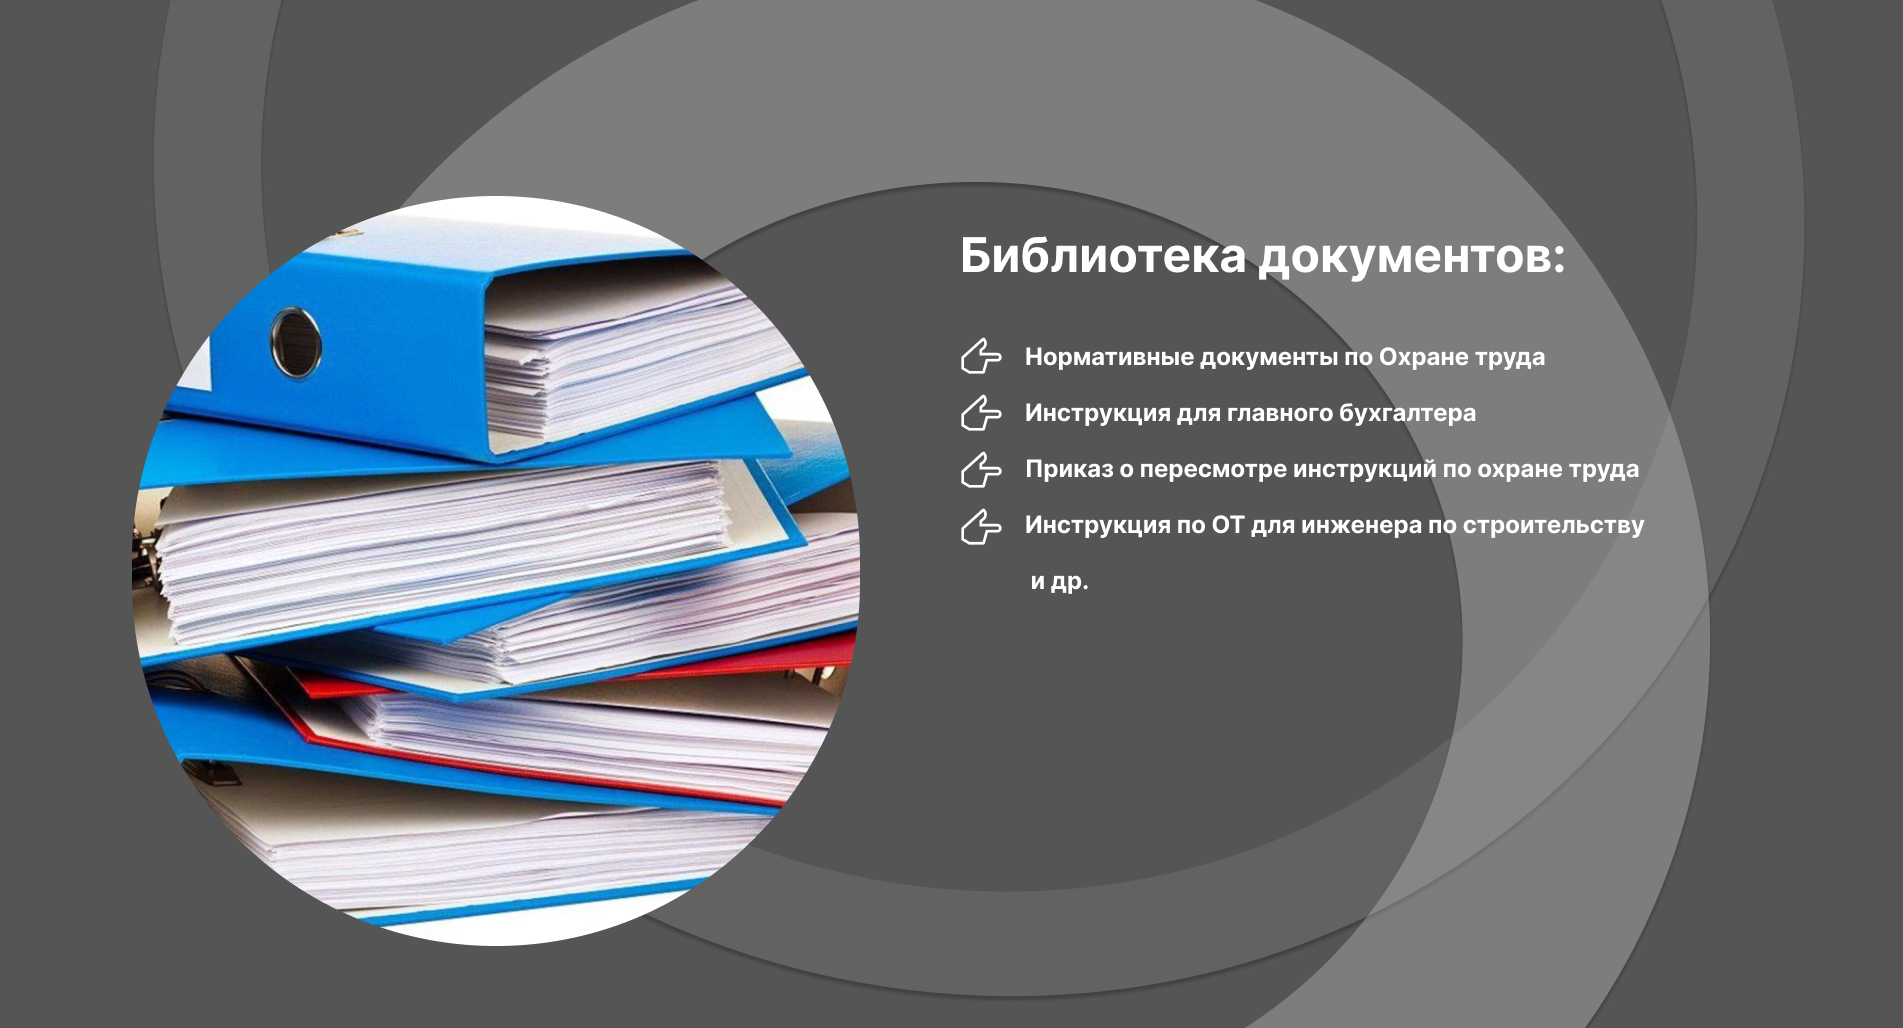 Библиотека документов:
Нормативные документы по Охране труда
Инструкция для главного бухгалтера
Приказ о пересмотре инструкций по охране труда
Инструкция по ОТ для инженера по строительству
и др.